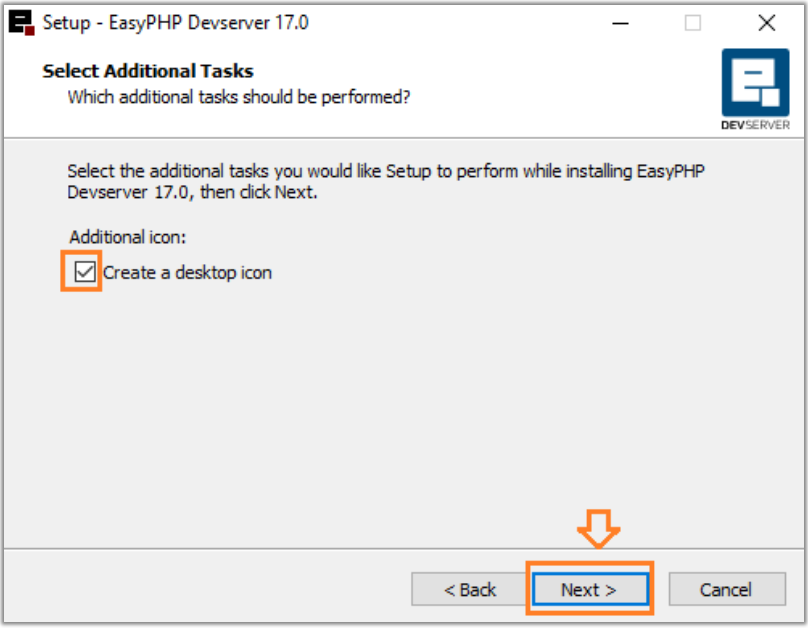 Setup - EasyPHP Devserver 17.0
Select Additional Tasks
Which additional tasks should be performed?
DEVSERVER
Select the additional tasks you would like Setup to perform while installing EasyPHP
Devserver 17.0, then click Next.
Additional icon:
Create a desktop icon
< Back
Next >
Cancel